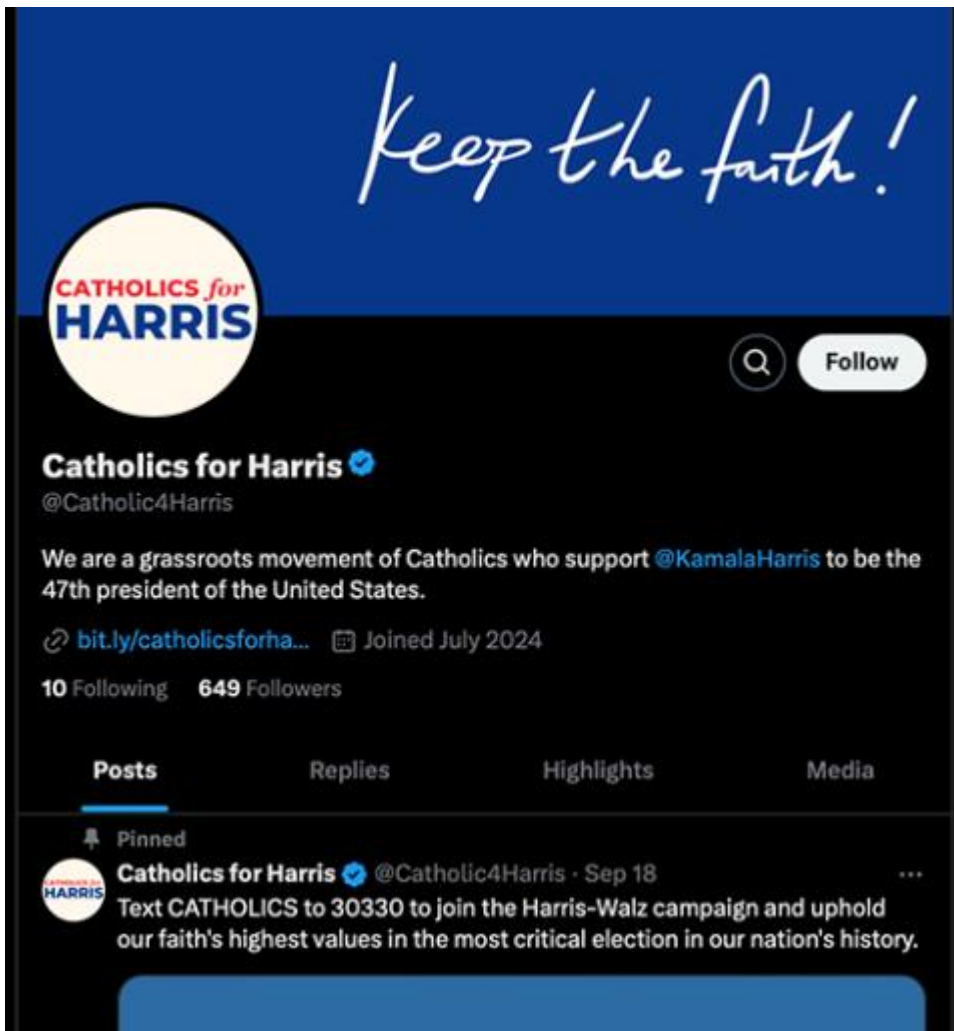 Keep the faith!
CATHOLICS for
HARRIS
Follow
Catholics for Harris
@Catholic4Harris
We are a grassroots movement of Catholics who support @KamalaHarris to be the
47th president of the United States.
bit.ly/catholicsforha... Joined July 2024
10 Following 649 Followers
Posts Replies Highlights Media
Pinned
Catholics for Harris @Catholic4Harris · Sep 18 ...
CATHOLICS for
HARRIS
Text CATHOLICS to 30330 to join the Harris-Walz campaign and uphold
our faith's highest values in the most critical election in our nation's history.